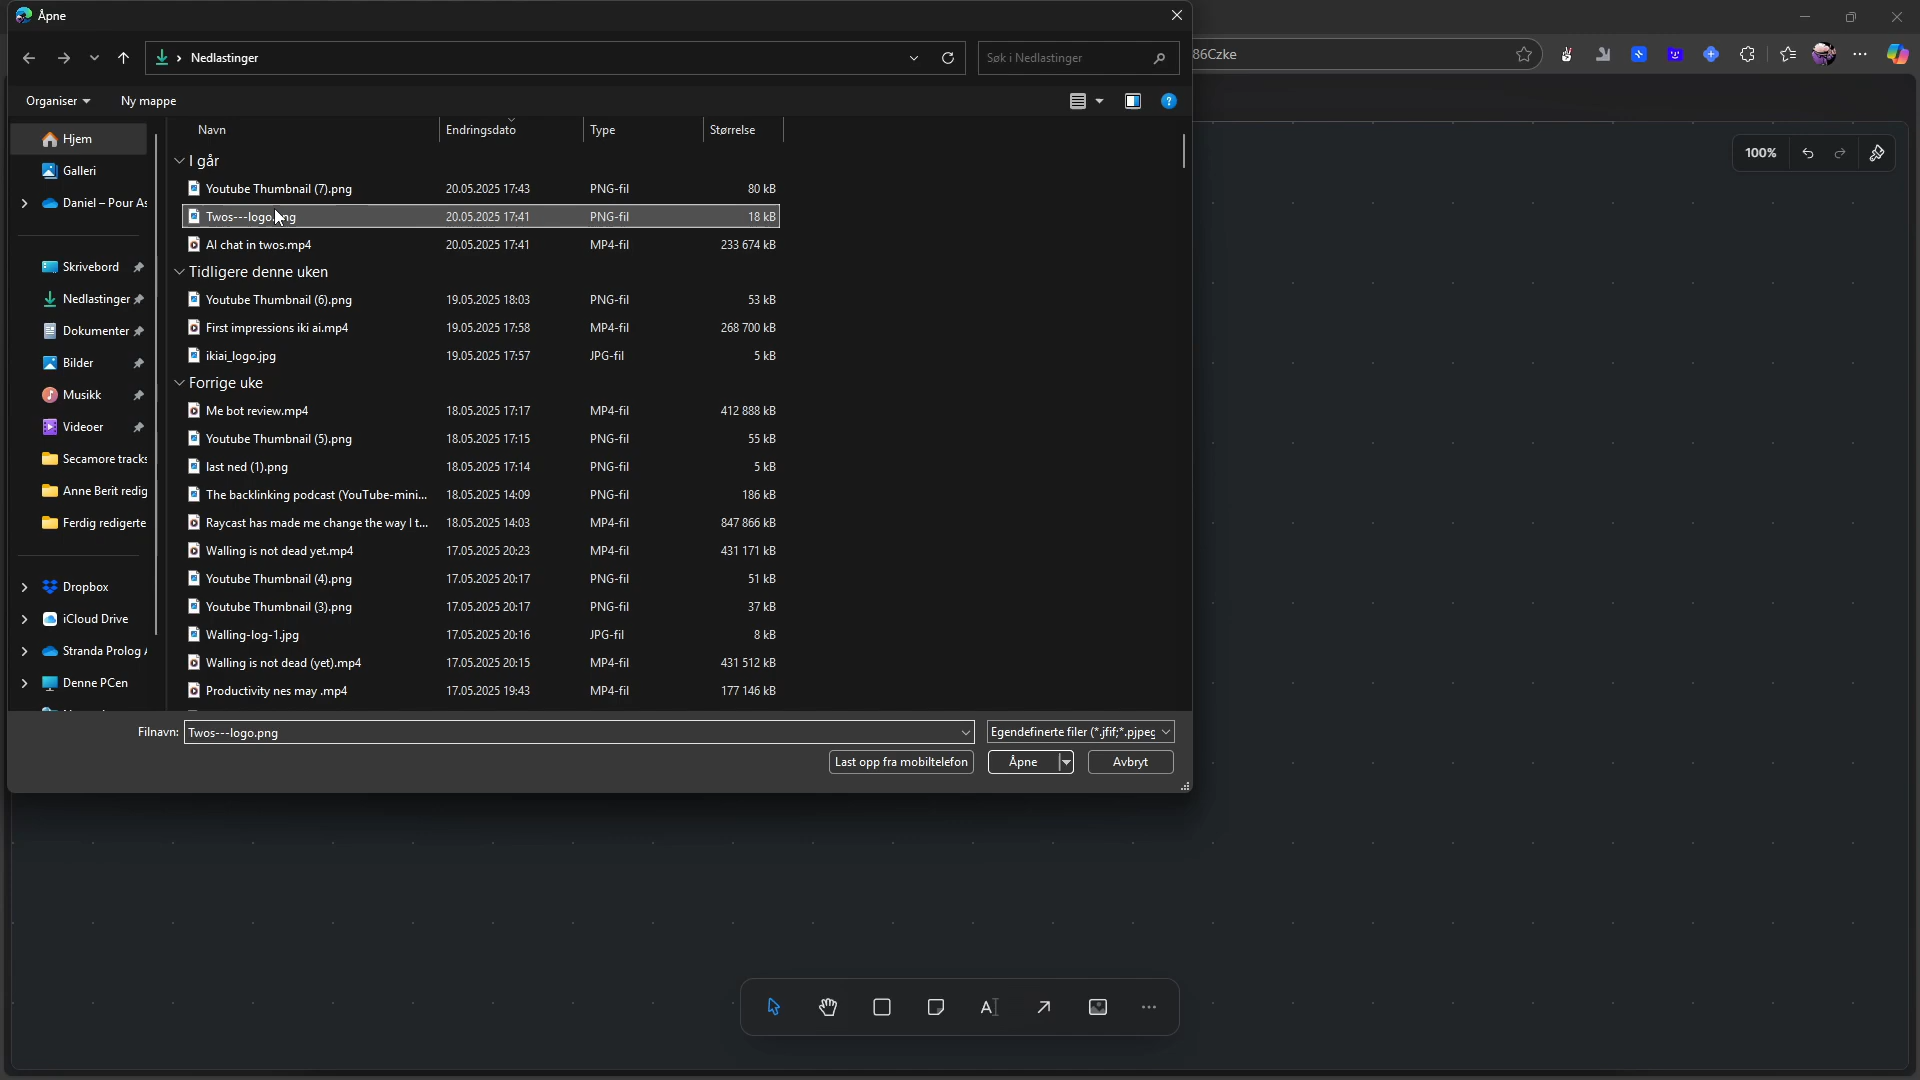 Åpne
Nedlastinger
Søk i Nedlastinger
86Czke
Organiser
Ny mappe
Hjem
Galleri
Daniel – Pour As
Skrivebord
Nedlastinger
Dokumenter
Bilder
Musikk
Videoer
Secamore tracks
Anne Berit redig
Ferdig redigerte
Dropbox
iCloud Drive
Stranda Prolog A
Denne PCen
Navn Endringsdato Type Størrelse
I går
Youtube Thumbnail (7).png 20.05.2025 17:43 PNG-fil 80 kB
Twos---logo.png 20.05.2025 17:41 PNG-fil 18 kB
AI chat in twos.mp4 20.05.2025 17:41 MP4-fil 233 674 kB
Tidligere denne uken
Youtube Thumbnail (6).png 19.05.2025 18:03 PNG-fil 53 kB
First impressions iki ai.mp4 19.05.2025 17:58 MP4-fil 268 700 kB
ikiai_logo.jpg 19.05.2025 17:57 JPG-fil 5 kB
Forrige uke
Me bot review.mp4 18.05.2025 17:17 MP4-fil 412 888 kB
Youtube Thumbnail (5).png 18.05.2025 17:15 PNG-fil 55 kB
last ned (1).png 18.05.2025 17:14 PNG-fil 5 kB
The backlinking podcast (YouTube-mini... 18.05.2025 14:09 PNG-fil 186 kB
Raycast has made me change the way I t... 18.05.2025 14:03 MP4-fil 847 866 kB
Walling is not dead yet.mp4 17.05.2025 20:23 MP4-fil 431 171 kB
Youtube Thumbnail (4).png 17.05.2025 20:17 PNG-fil 51 kB
Youtube Thumbnail (3).png 17.05.2025 20:17 PNG-fil 37 kB
Walling-log-1.jpg 17.05.2025 20:16 JPG-fil 8 kB
Walling is not dead (yet).mp4 17.05.2025 20:15 MP4-fil 431 512 kB
Productivity nes may .mp4 17.05.2025 19:43 MP4-fil 177 146 kB
Filnavn: Twos---logo.png
Egendefinerte filer (*.jfif;*.pjpeg
Last opp fra mobiltelefon
Åpne
Avbryt
100%